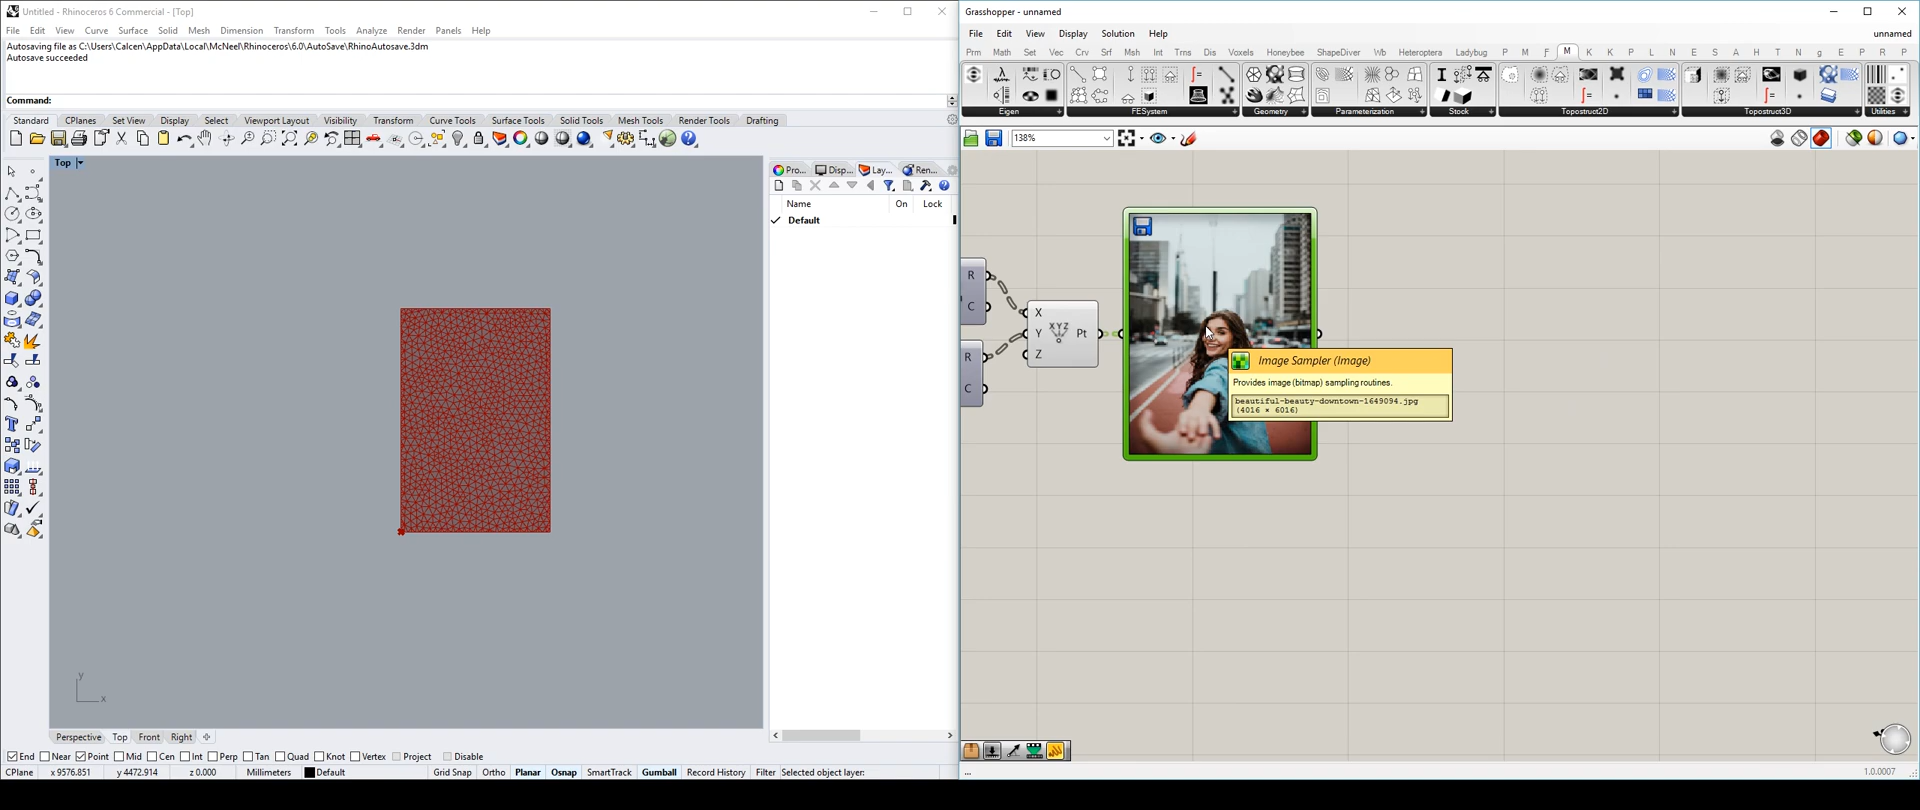 Untitled - Rhinoceros 6 Commercial - [Top]
File Edit View Curve Surface Solid Mesh Dimension Transform Tools Analyze Render Panels Help
Autosaving file as C:\Users\Calcen\AppData\Local\McNeel\Rhinoceros\6.0\AutoSave\RhinoAutosave.3dm
Autosave succeeded
Command:
Standard CPlanes Set View Display Select Viewport Layout Visibility Transform Curve Tools Surface Tools Solid Tools Mesh Tools Render Tools Drafting
Top
Pro... Disp... Lay... Ren...
Name On Lock
Default
y
x
Perspective Top Front Right
End Near Point Mid Cen Int Perp Tan Quad Knot Vertex Project Disable
CPlane x 9576.851 y 4472.914 z 0.000 Millimeters Default Grid Snap Ortho Planar Osnap SmartTrack Gumball Record History Filter Selected object layer:
Grasshopper - unnamed
File Edit View Display Solution Help unnamed
Prm Math Set Vec Crv Srf Msh Int Trns Dis Voxels Honeybee ShapeDiver Wb Heteroptera Ladybug P M F M K K P L N E S A H T N g E P R P
Eigen FESystem Geometry Parameterization Stock Topostruct2D Topostruct3D Utilities
138%
R
C
R
C
X
Y
Z
XYZ
Pt
Image Sampler (Image)
Provides image (bitmap) sampling routines.
beautiful-beauty-downtown-1649094.jpg
(4016 × 6016)
...
1.0.0007